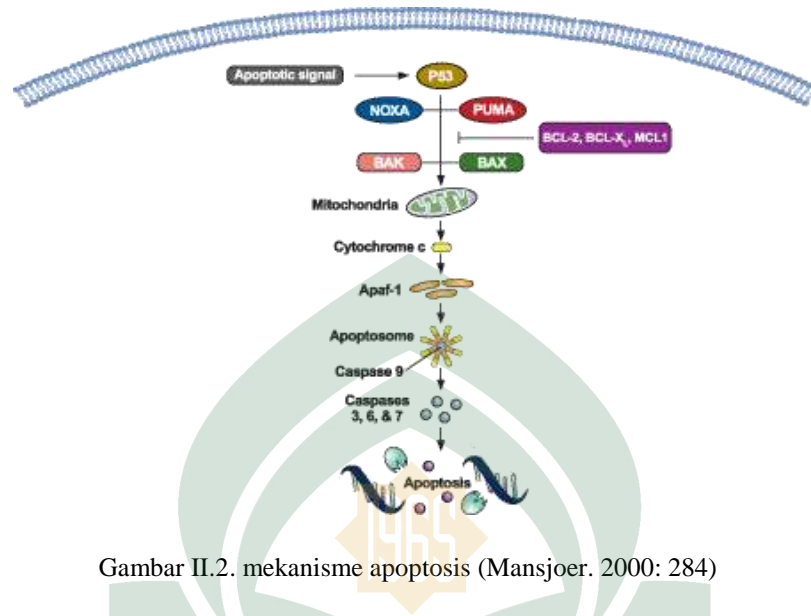 Apoptotic signal
P53
NOXA
PUMA
BCL-2, BCL-XL, MCL1
BAK
BAX
Mitochondria
Cytochrome c
Apaf-1
Apoptosome
Caspase 9
Caspases
3, 6, & 7
Apoptosis
1965
Gambar II.2. mekanisme apoptosis (Mansjoer. 2000: 284)